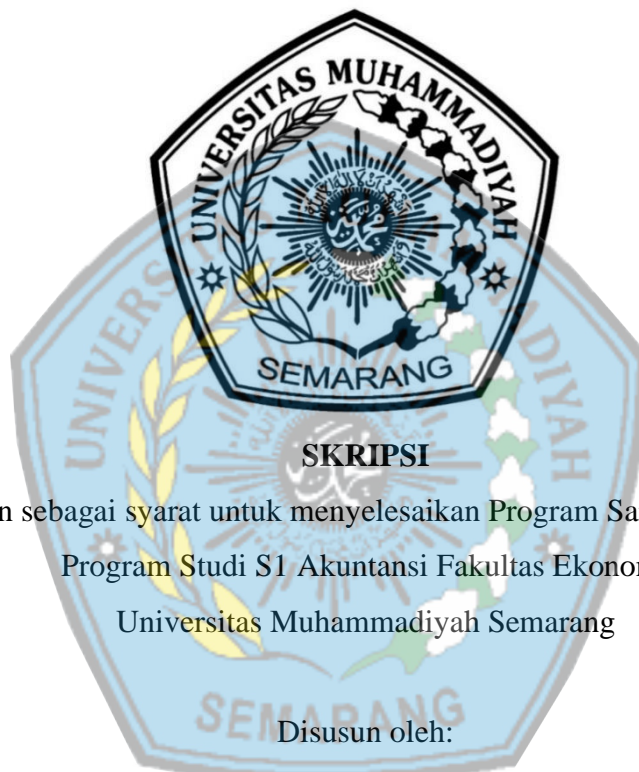 UNIVERSITAS MUHAMMADIYAH
SEMARANG
SKRIPSI
n sebagai syarat untuk menyelesaikan Program Sa
Program Studi S1 Akuntansi Fakultas Ekono
Universitas Muhammadiyah Semarang
SEMARANG
Disusun oleh: